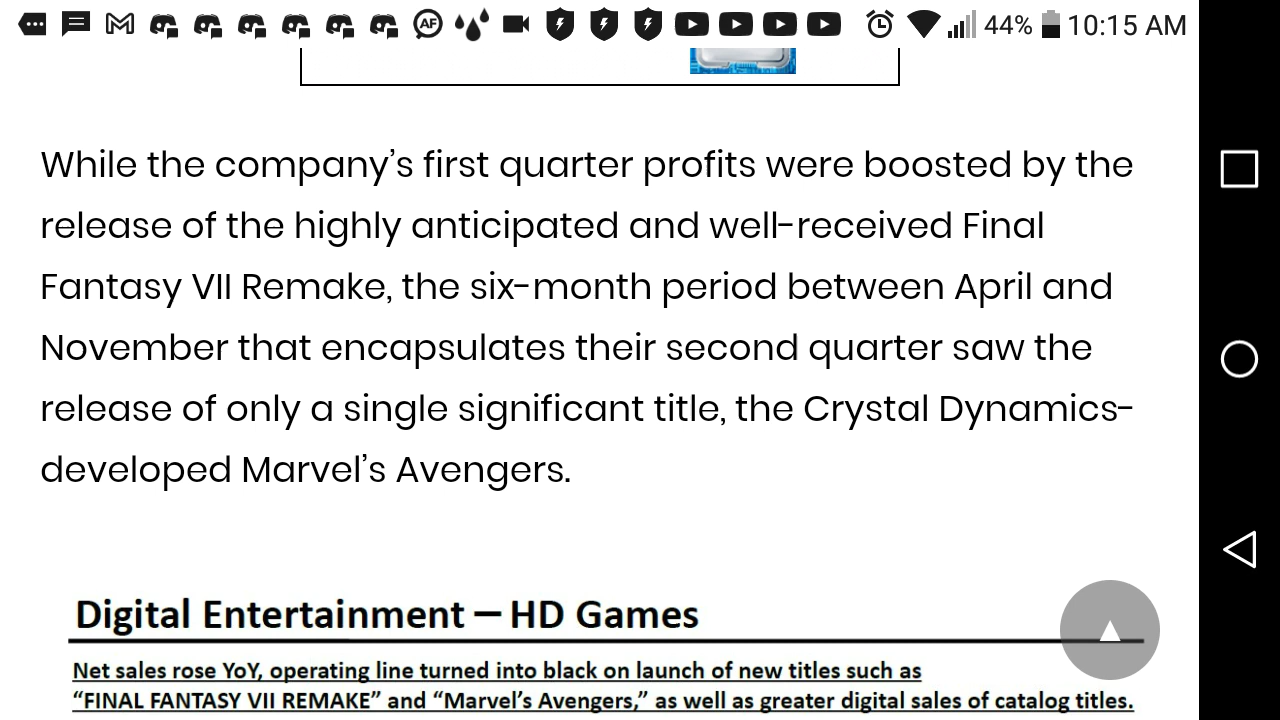 AF 44% 10:15 AM
While the company’s first quarter profits were boosted by the
release of the highly anticipated and well-received Final
Fantasy VII Remake, the six-month period between April and
November that encapsulates their second quarter saw the
release of only a single significant title, the Crystal Dynamics-
developed Marvel’s Avengers.
Digital Entertainment — HD Games
Net sales rose YoY, operating line turned into black on launch of new titles such as
“FINAL FANTASY VII REMAKE” and “Marvel’s Avengers,” as well as greater digital sales of catalog titles.